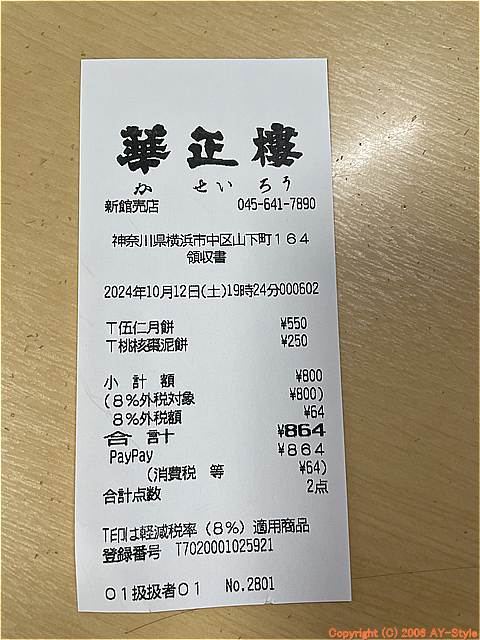 華正樓
かせいろう
新館売店 045-641-7890
神奈川県横浜市中区山下町１６４
領収書
2024年10月12日(土)19時24分000602
T伍仁月餅 ¥550
T桃核棗泥餅 ¥250
小 計 額 ¥800
(8%外税対象 ¥800)
8%外税額 ¥64
合計 ¥864
PayPay ¥864
(消費税 等 ¥64)
合計点数 2点
T印は軽減税率（８％）適用商品
登録番号 T7020001025921
０１扱扱者０１ No.2801
Copyright (C) 2006 AY-Style